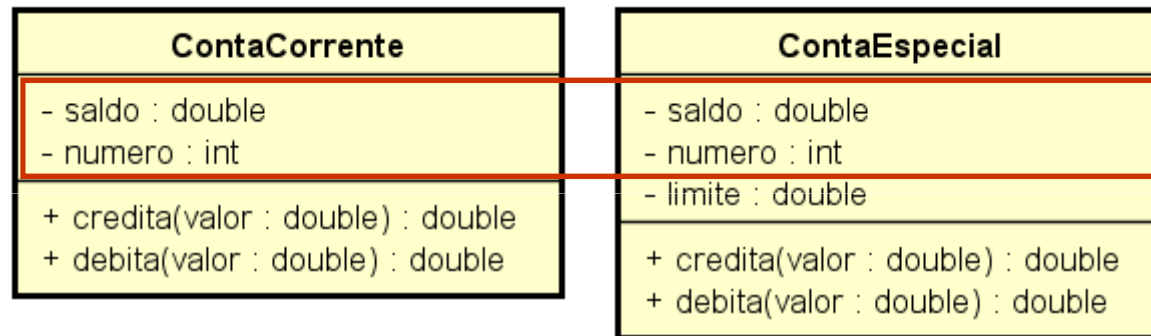 ContaCorrente
- saldo : double
- numero : int
+ credita(valor : double) : double
+ debita(valor : double) : double
ContaEspecial
- saldo : double
- numero : int
- limite : double
+ credita(valor : double) : double
+ debita(valor : double) : double